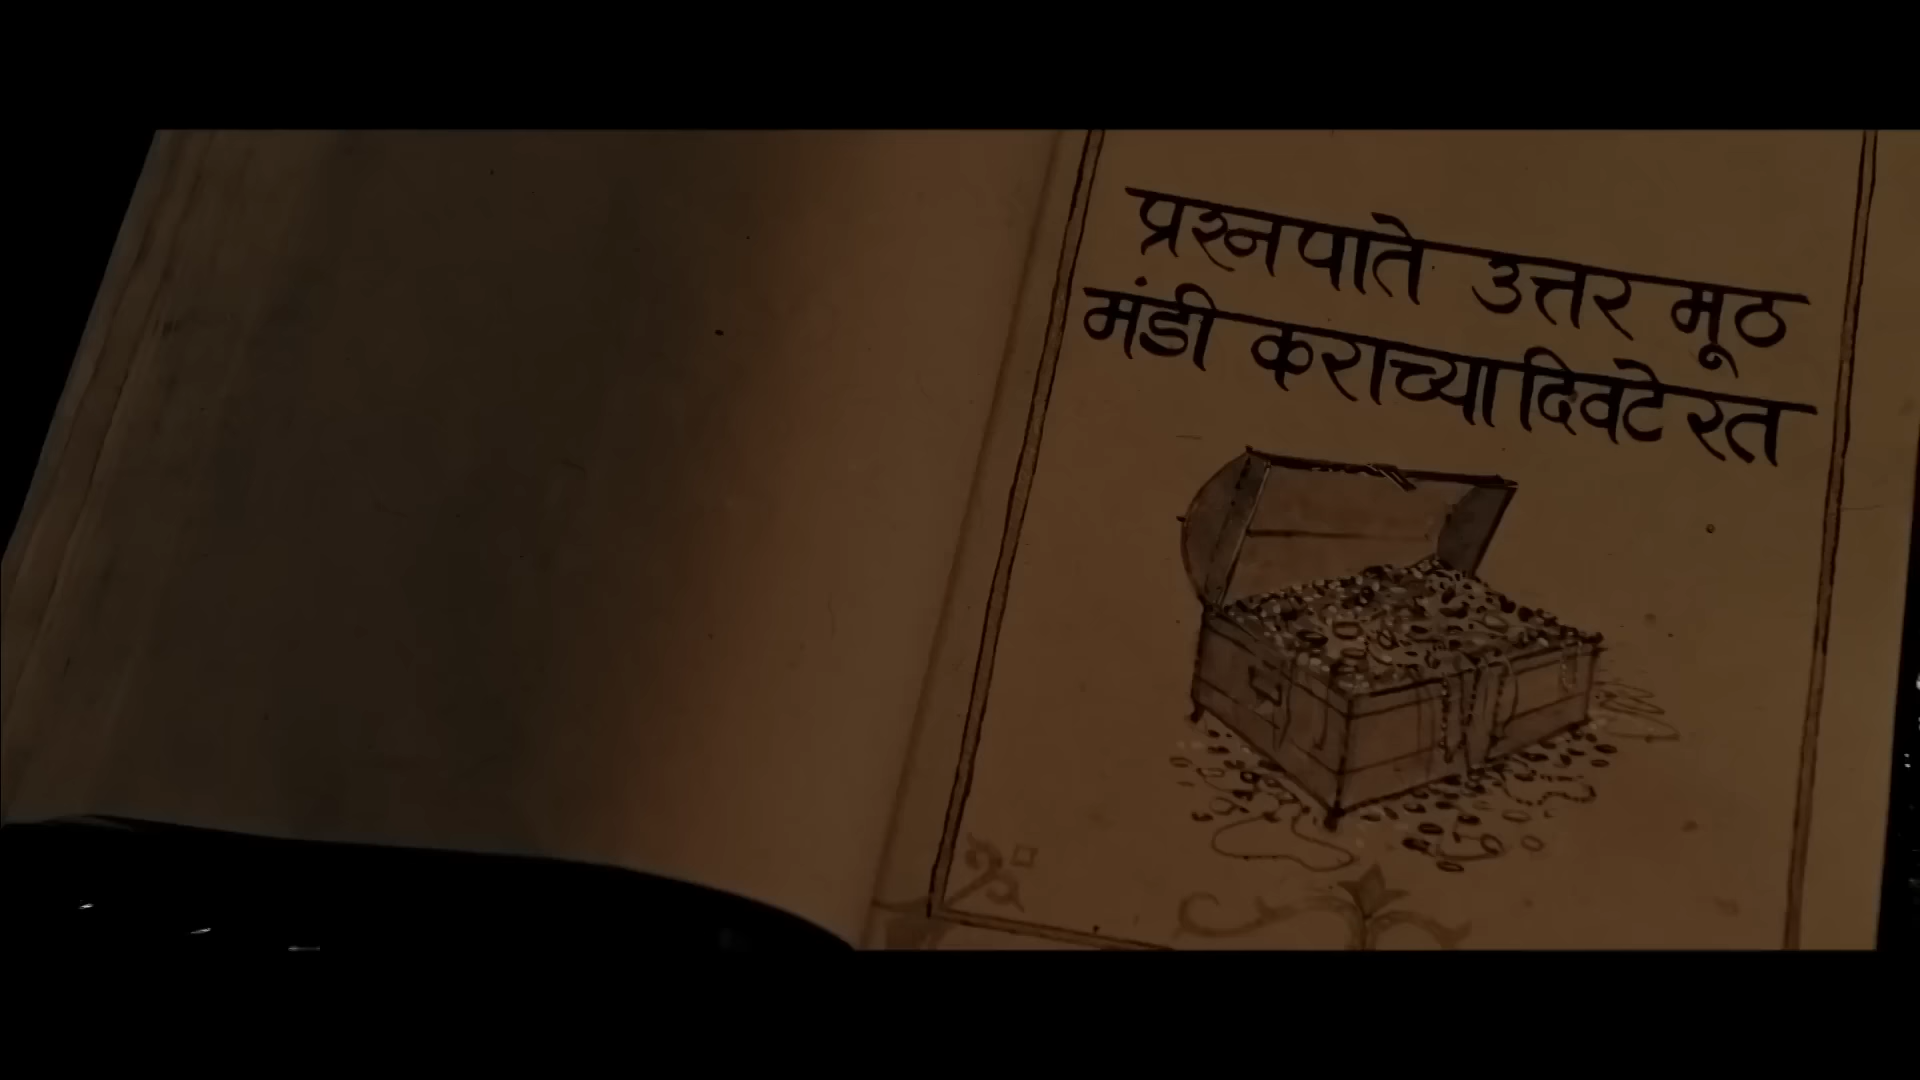 प्रश्नपाते उत्तर मूठ
मंडी कराच्या दिवटे रत